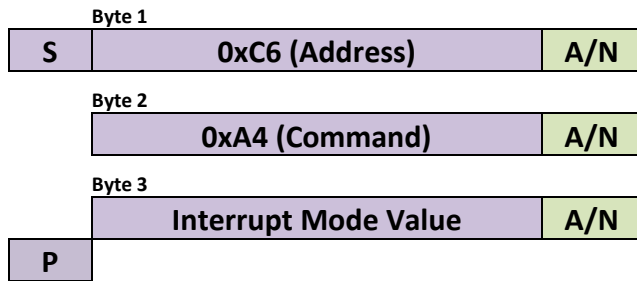 Byte 1
S 0xC6 (Address) A/N
Byte 2
0xA4 (Command) A/N
Byte 3
Interrupt Mode Value A/N
P